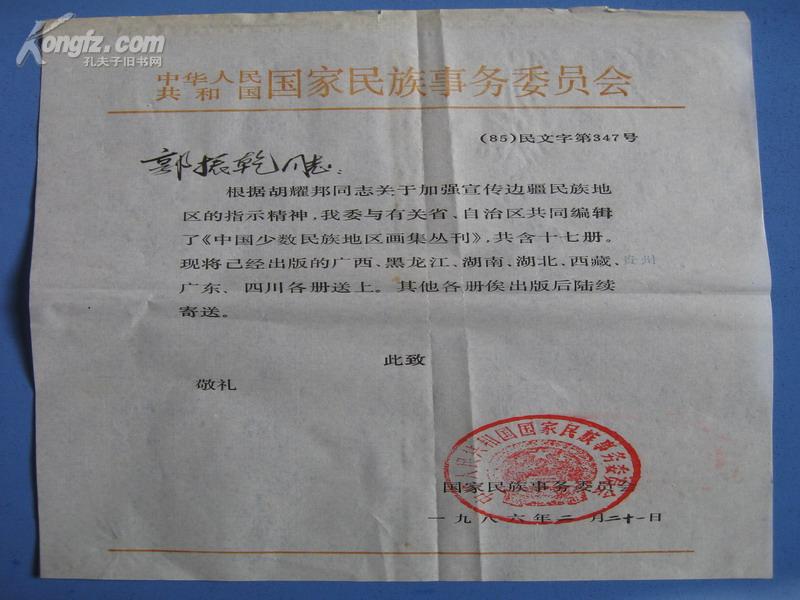 Kongfz.com
孔夫子旧书网
中华人民共和国国家民族事务委员会
(85)民文字第347号
郭振乾同志:
根据胡耀邦同志关于加强宣传边疆民族地
区的指示精神,我委与有关省、自治区共同编辑
了《中国少数民族地区画集丛刊》,共含十七册。
现将已经出版的广西、黑龙江、湖南、湖北、西藏、贵州
广东、四川各册送上。其他各册俟出版后陆续
寄送。
此致
敬礼
中华人民共和国国家民族事务委员会
国家民族事务委员会
一九八六年二月二十一日